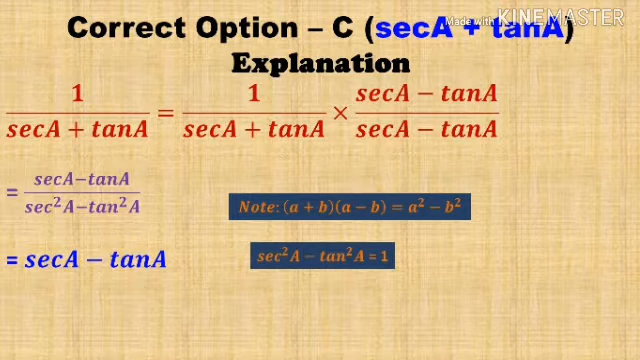 Correct Option – C (secA + tanA)
Made with KINEMASTER
Explanation
1/(secA + tanA) = 1/(secA + tanA) × (secA − tanA)/(secA − tanA)
= (secA−tanA)/(sec²A−tan²A)
Note: (a + b)(a − b) = a² − b²
= secA − tanA
sec²A − tan²A = 1